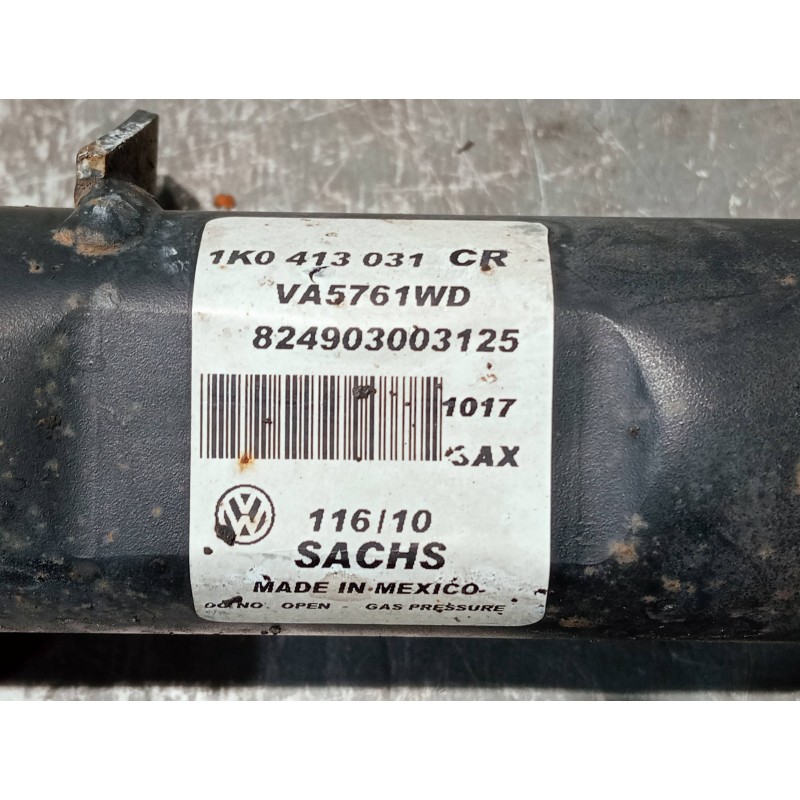 1K0 413 031 CR
VA5761WD
824903003125
1017
SAX
116/10
SACHS
MADE IN MEXICO
DO NO OPEN - GAS PRESSURE